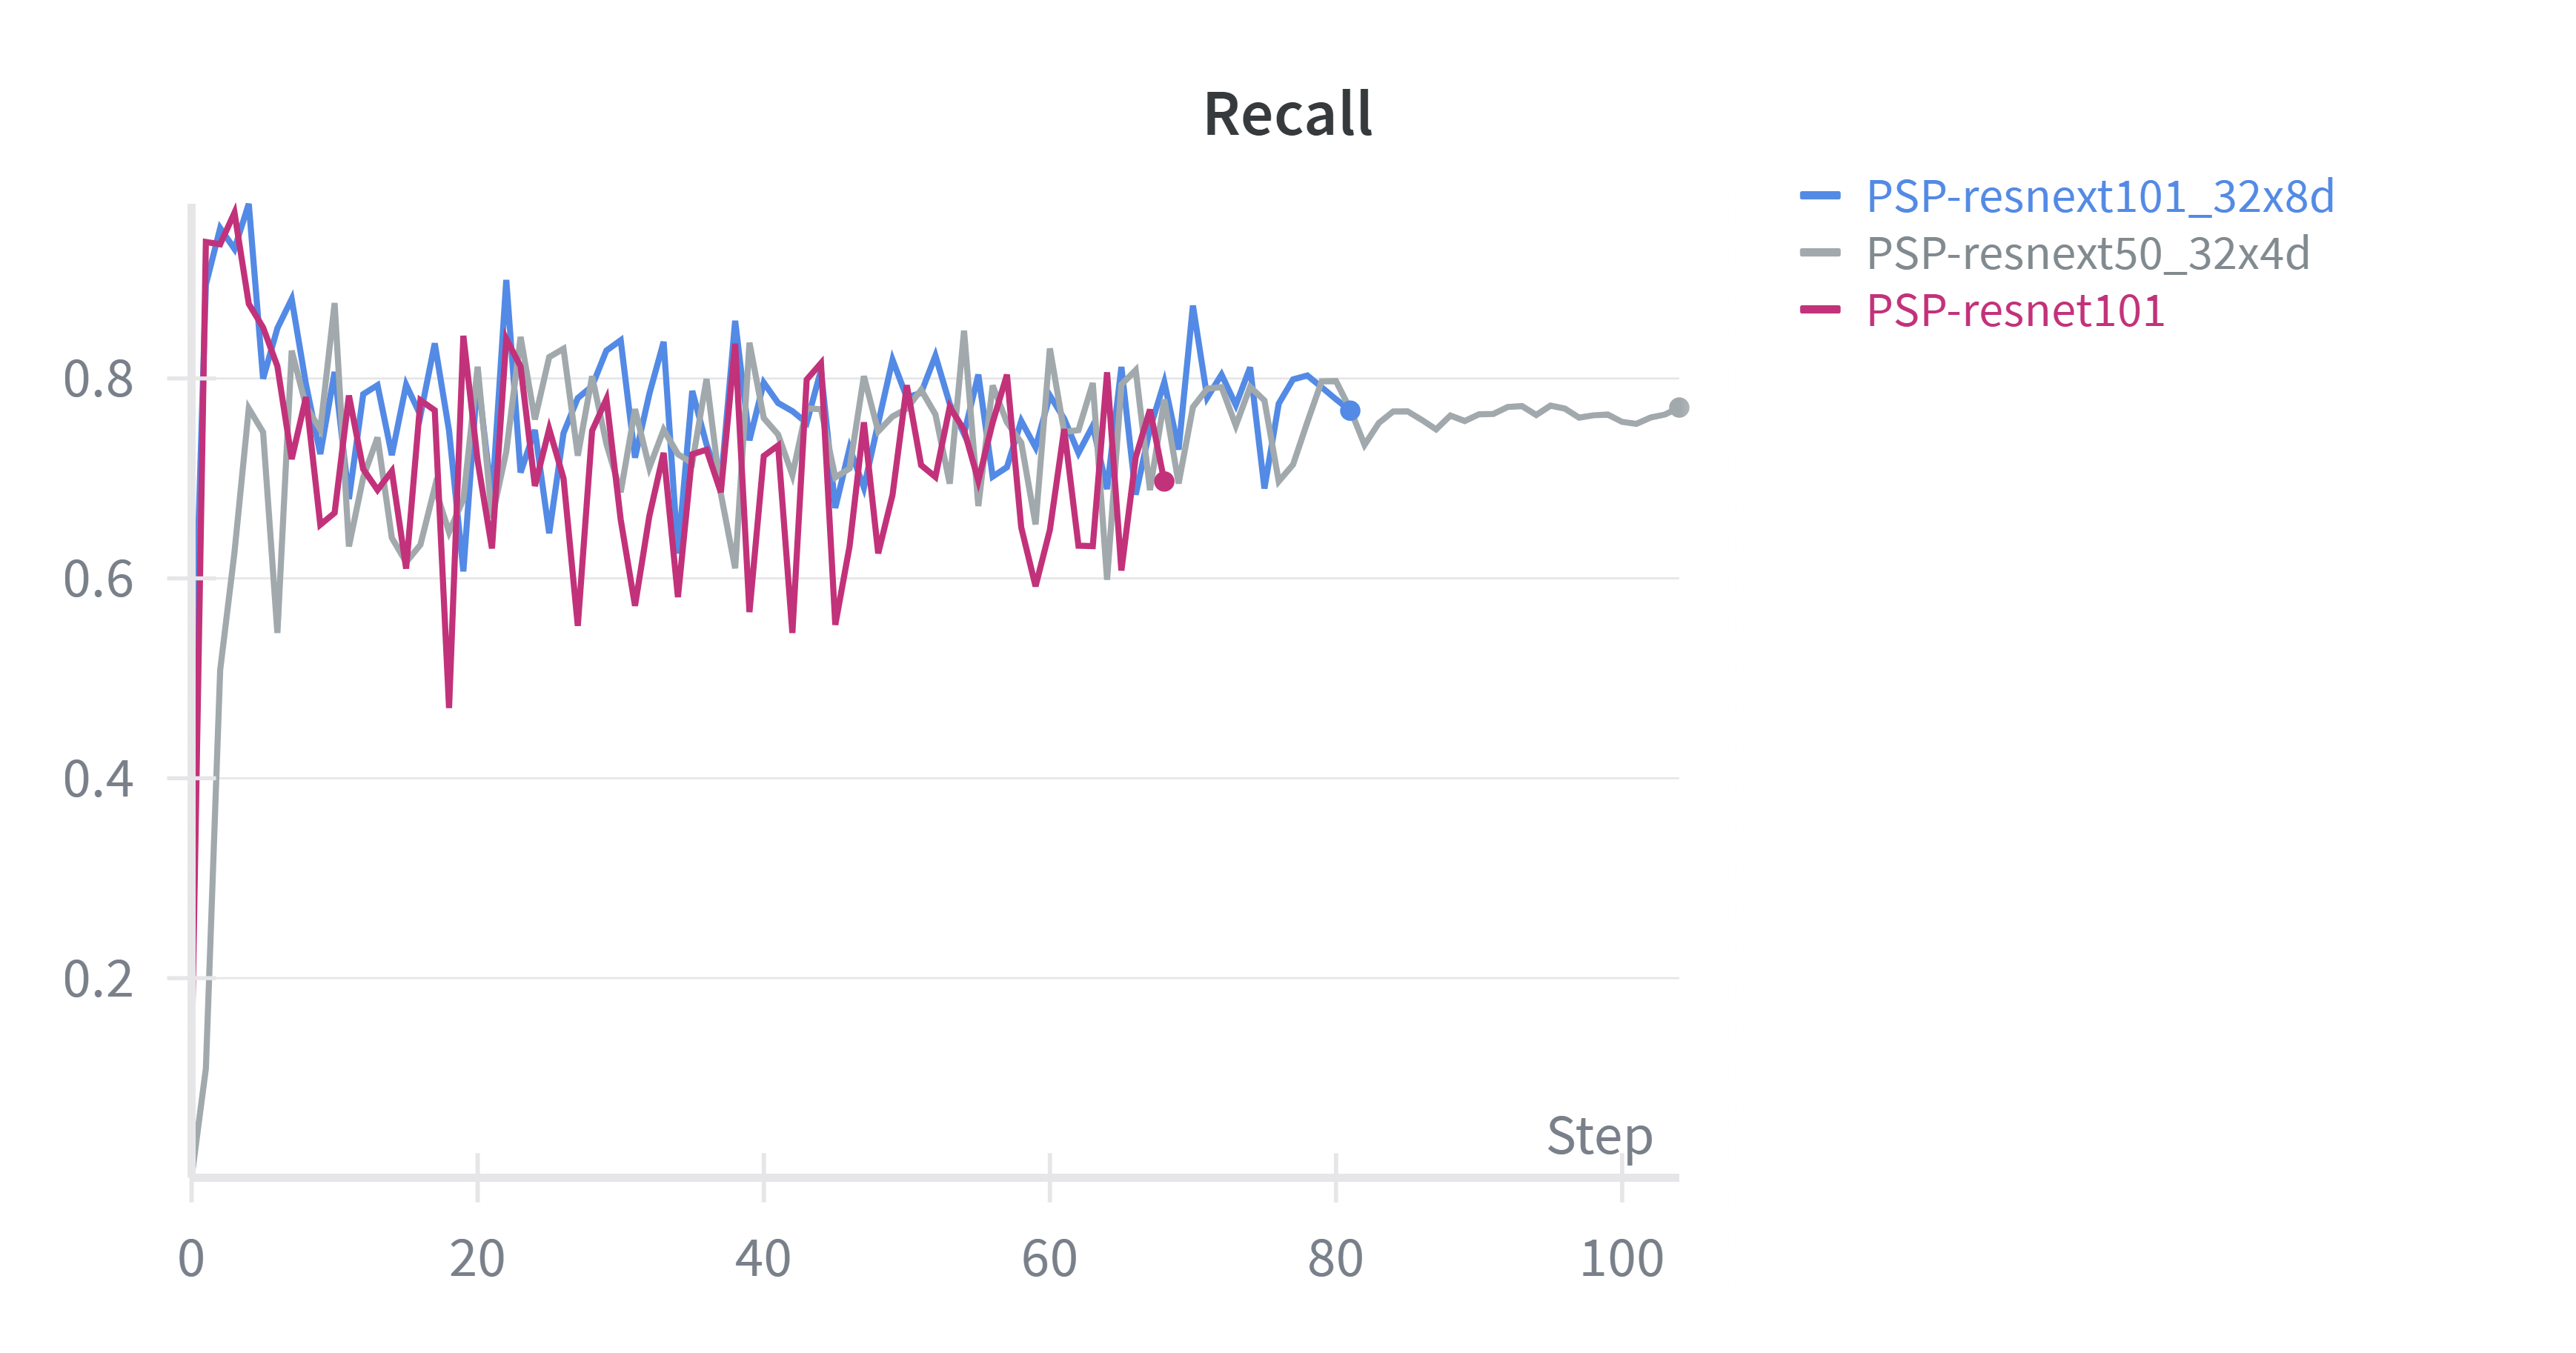 Recall
PSP-resnext101_32x8d
PSP-resnext50_32x4d
PSP-resnet101
0.8
0.6
0.4
0.2
Step
0 20 40 60 80 100